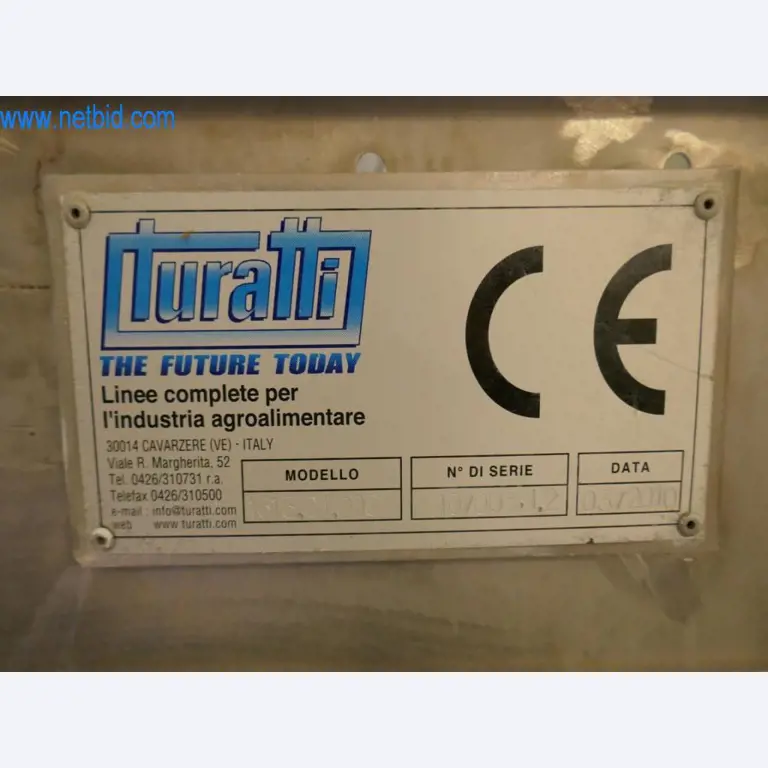 www.netbid.com
turatti
THE FUTURE TODAY
Linee complete per
l'industria agroalimentare
30014 CAVARZERE (VE) - ITALY
Viale R. Margherita, 52
Tel. 0426/310731 r.a.
Telefax 0426/310500
e-mail : info@turatti.com
web www.turatti.com
MODELLO
N° DI SERIE
DATA
CE